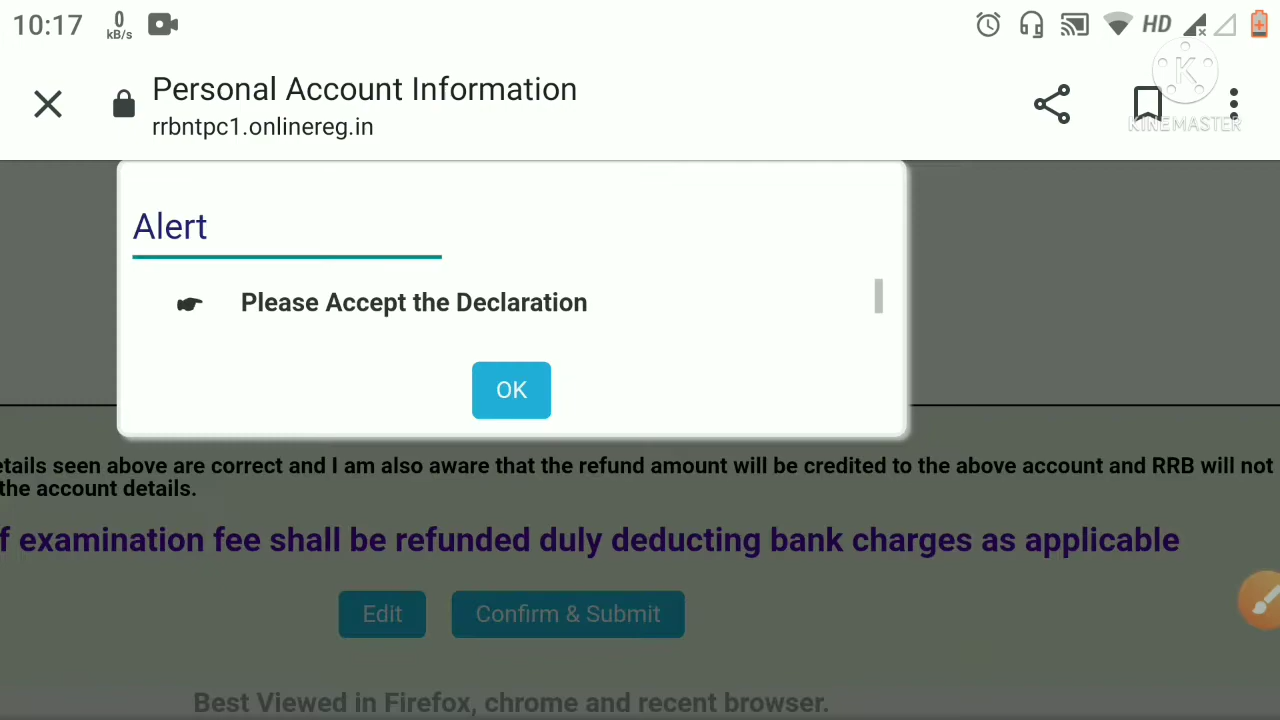 10:17
0
kB/s
HD
Personal Account Information
rrbntpc1.onlinereg.in
K
KINEMASTER
Alert
Please Accept the Declaration
OK
etails seen above are correct and I am also aware that the refund amount will be credited to the above account and RRB will not
the account details.
f examination fee shall be refunded duly deducting bank charges as applicable
Edit
Confirm & Submit
Best Viewed in Firefox, chrome and recent browser.